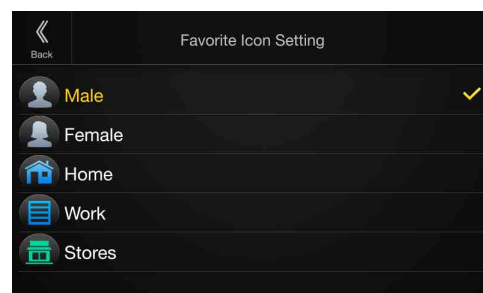 Back
Favorite Icon Setting
Male
Female
Home
Work
Stores